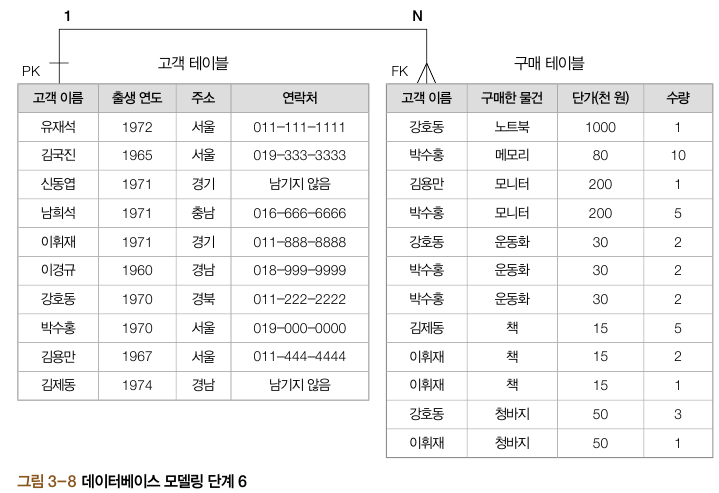 1 N
PK 고객 테이블
고객 이름 출생 연도 주소 연락처
유재석 1972 서울 011-111-1111
김국진 1965 서울 019-333-3333
신동엽 1971 경기 남기지 않음
남희석 1971 충남 016-666-6666
이휘재 1971 경기 011-888-8888
이경규 1960 경남 018-999-9999
강호동 1970 경북 011-222-2222
박수홍 1970 서울 019-000-0000
김용만 1967 서울 011-444-4444
김제동 1974 경남 남기지 않음
FK 구매 테이블
고객 이름 구매한 물건 단가(천 원) 수량
강호동 노트북 1000 1
박수홍 메모리 80 10
김용만 모니터 200 1
박수홍 모니터 200 5
강호동 운동화 30 2
박수홍 운동화 30 2
박수홍 운동화 30 2
김제동 책 15 5
이휘재 책 15 2
이휘재 책 15 1
강호동 청바지 50 3
이휘재 청바지 50 1
그림 3-8 데이터베이스 모델링 단계 6